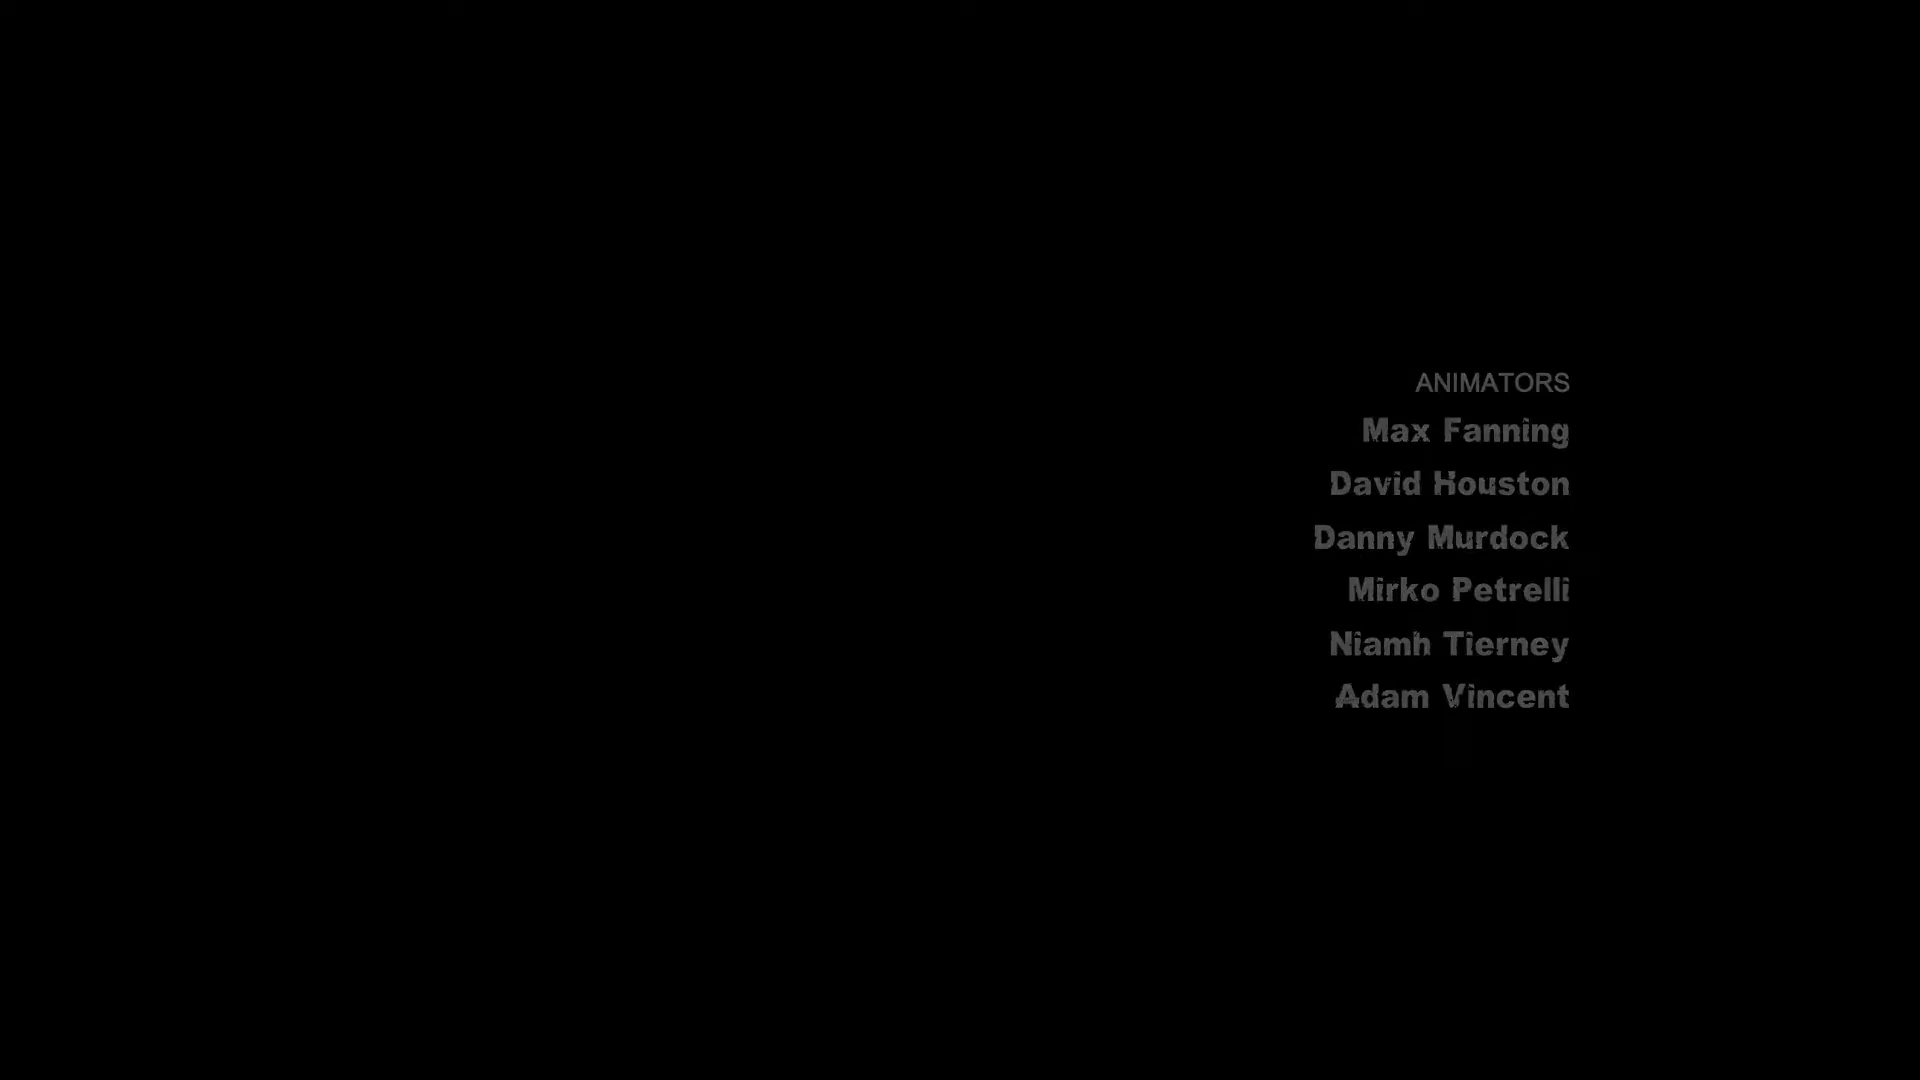 ANIMATORS
Max Fanning
David Houston
Danny Murdock
Mirko Petrelli
Niamh Tierney
Adam Vincent